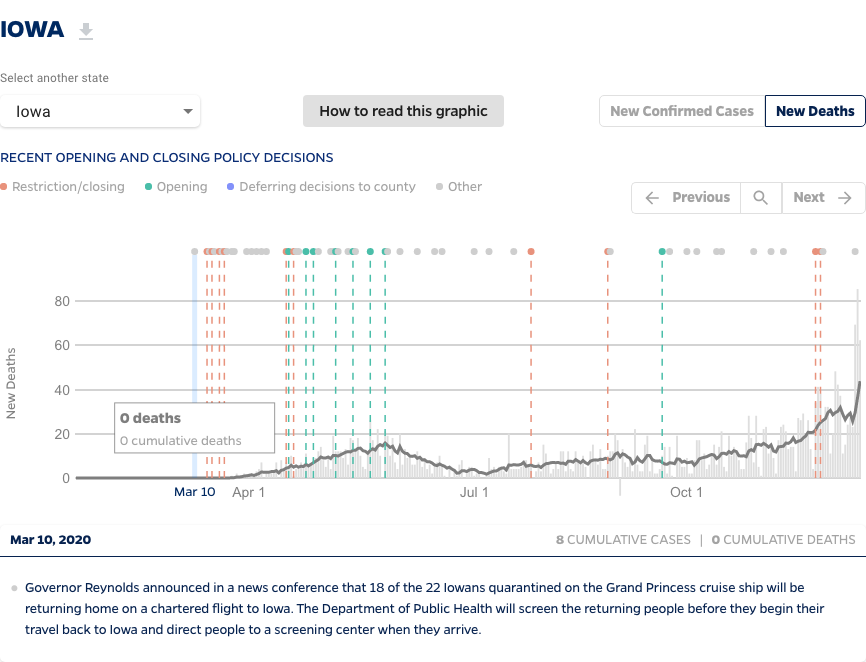 IOWA
Select another state
Iowa
How to read this graphic
New Confirmed Cases
New Deaths
RECENT OPENING AND CLOSING POLICY DECISIONS
Restriction/closing
Opening
Deferring decisions to county
Other
Previous
Next
New Deaths
80
60
40
20
0
0 deaths
0 cumulative deaths
Mar 10
Apr 1
Jul 1
Oct 1
Mar 10, 2020
8 CUMULATIVE CASES | 0 CUMULATIVE DEATHS
Governor Reynolds announced in a news conference that 18 of the 22 Iowans quarantined on the Grand Princess cruise ship will be
returning home on a chartered flight to Iowa. The Department of Public Health will screen the returning people before they begin their
travel back to Iowa and direct people to a screening center when they arrive.